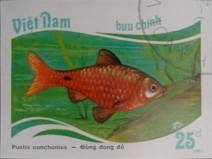 Việt Nam
bưu chính
Puntius conchonius - Đòng đong đỏ
25đ